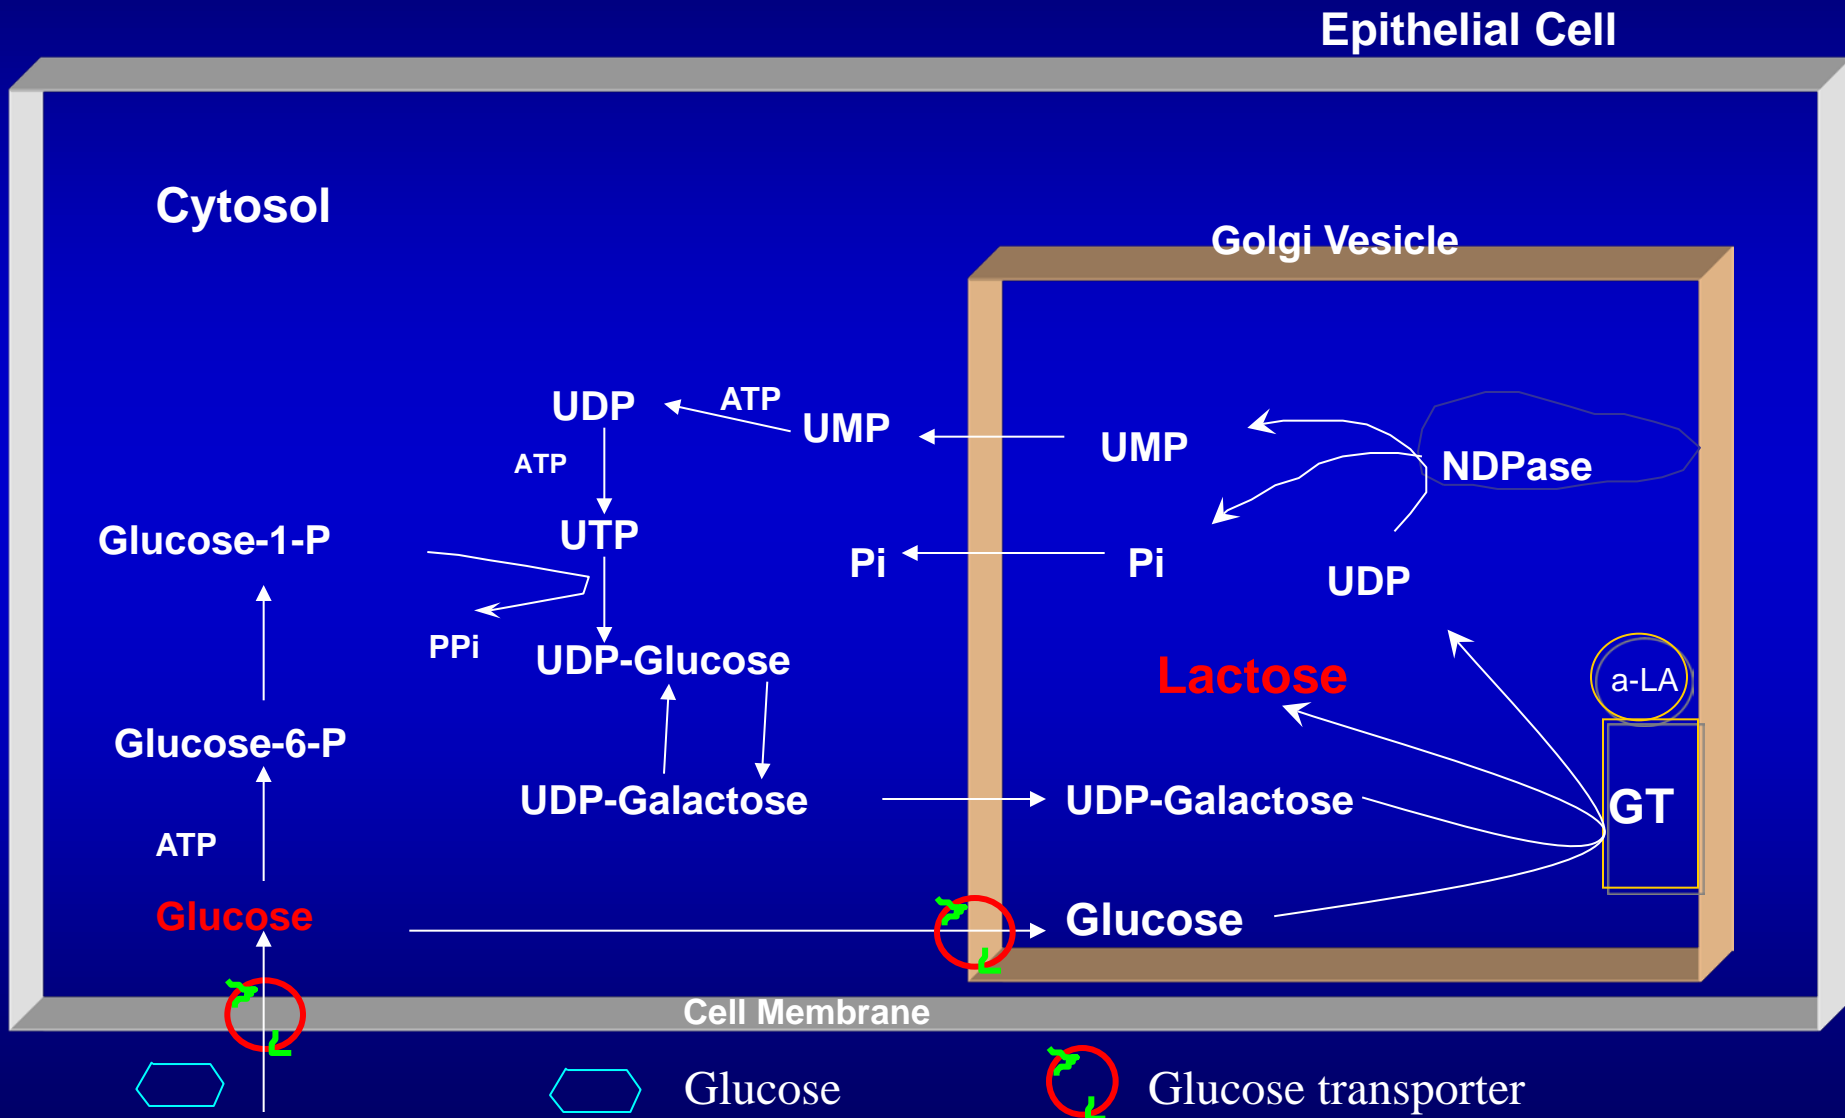 Epithelial Cell
Cytosol
Golgi Vesicle
UDP
ATP
UMP
UMP
NDPase
ATP
Glucose-1-P
UTP
Pi
Pi
UDP
PPi
UDP-Glucose
Lactose
a-LA
Glucose-6-P
UDP-Galactose
UDP-Galactose
GT
ATP
Glucose
Glucose
Cell Membrane
Glucose
Glucose transporter